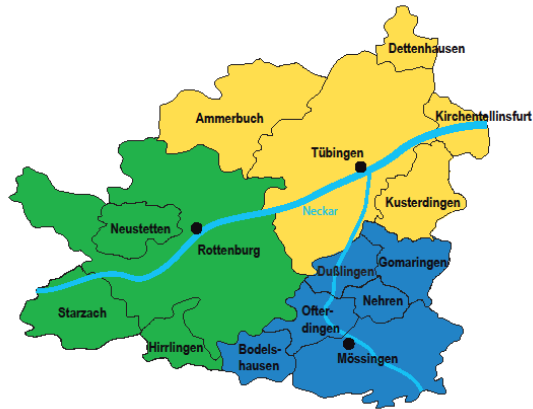 Dettenhausen
Ammerbuch
Kirchentellinsfurt
Tübingen
Kusterdingen
Neckar
Neustetten
Rottenburg
Dußlingen
Gomaringen
Nehren
Starzach
Ofter-
dingen
Hirrlingen
Bodels-
hausen
Mössingen